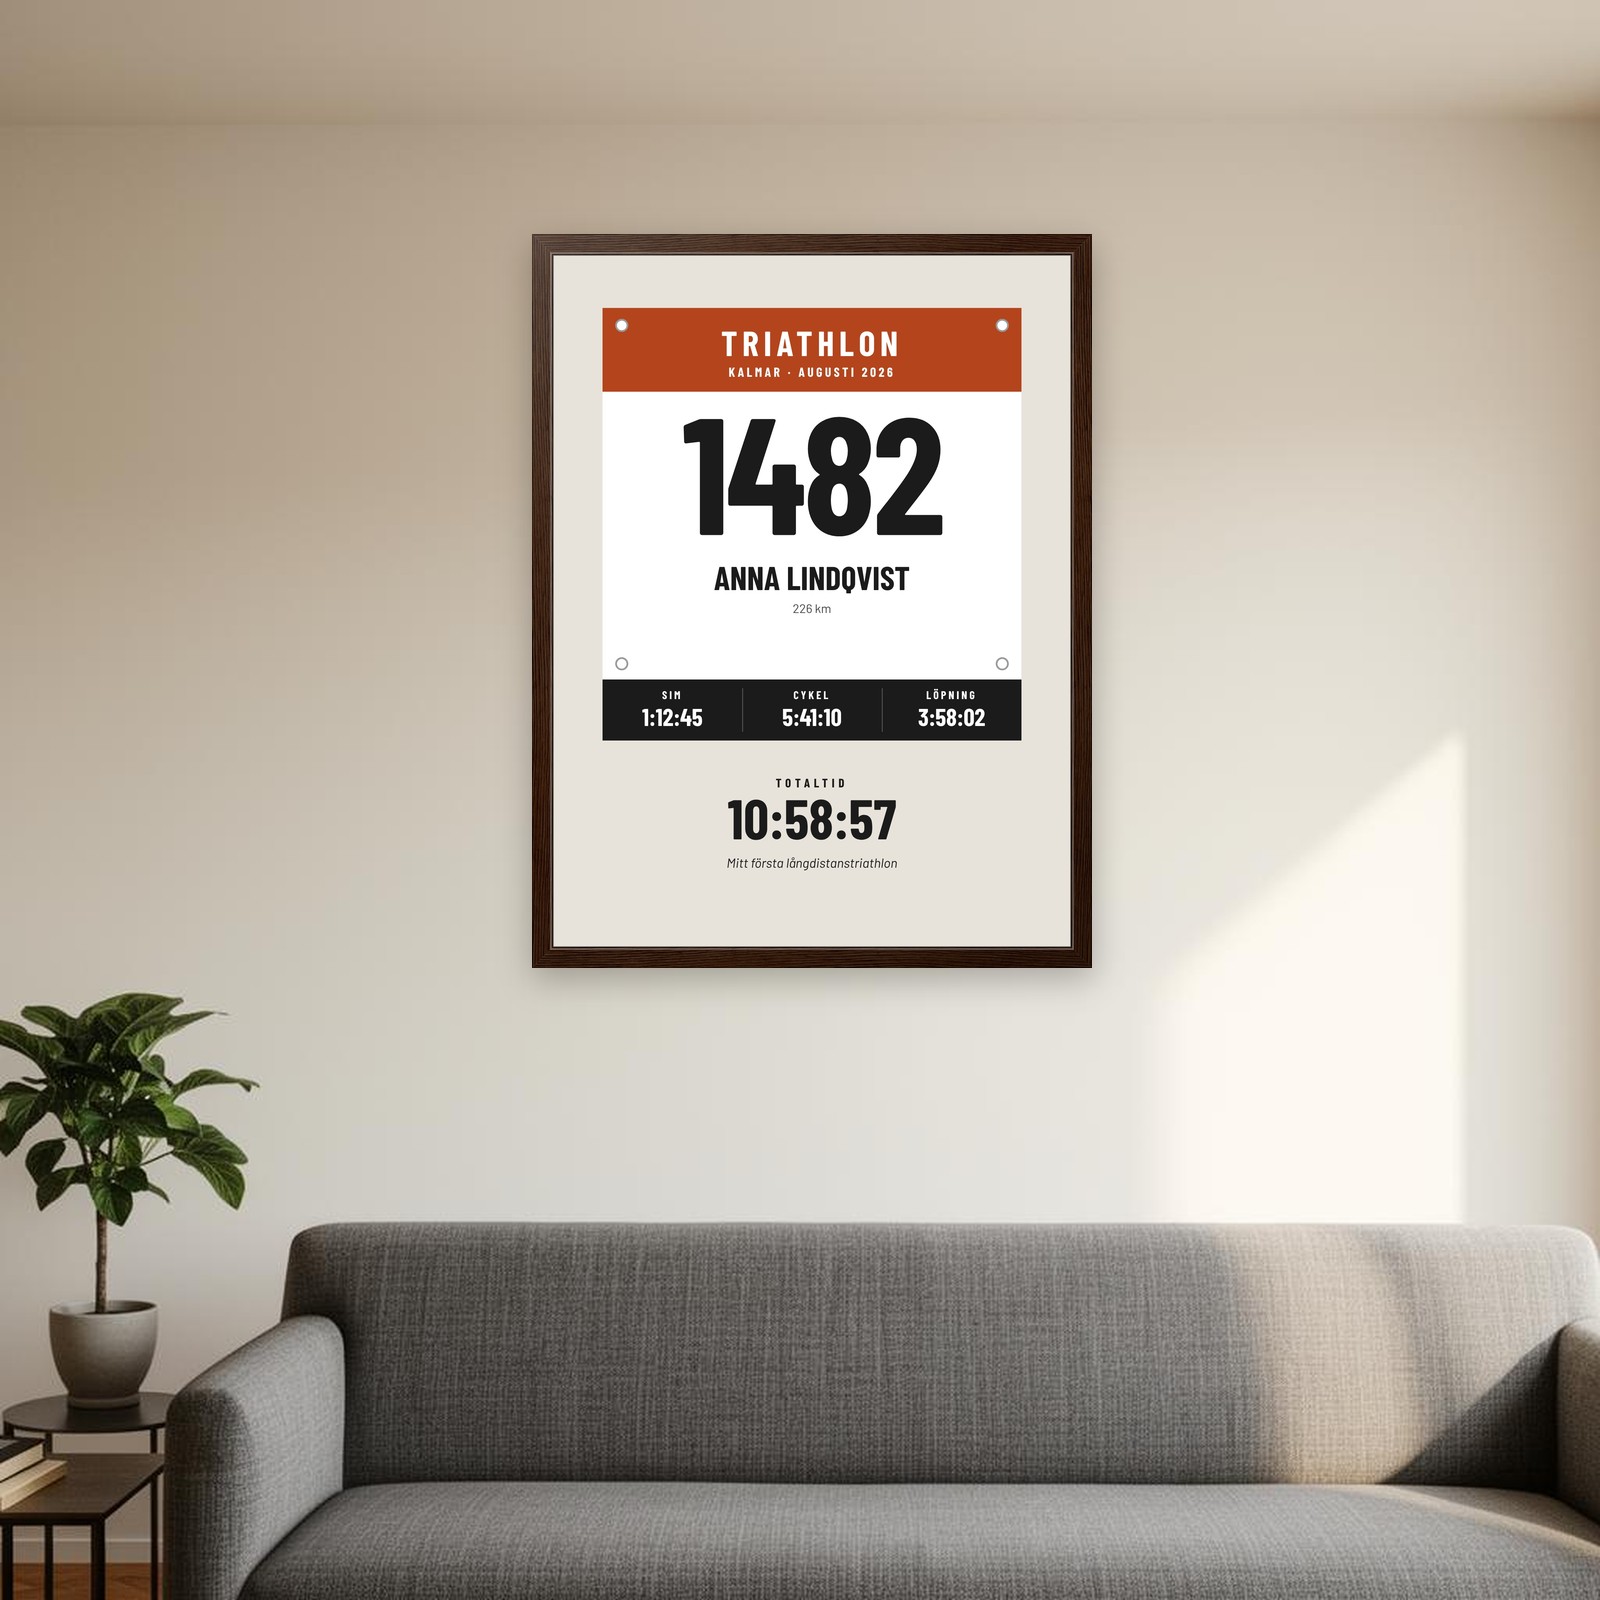 TRIATHLON
KALMAR · AUGUSTI 2026
1482
ANNA LINDQVIST
226 km
SIM CYKEL LÖPNING
1:12:45 5:41:10 3:58:02
TOTALTID
10:58:57
Mitt första långdistanstriathlon